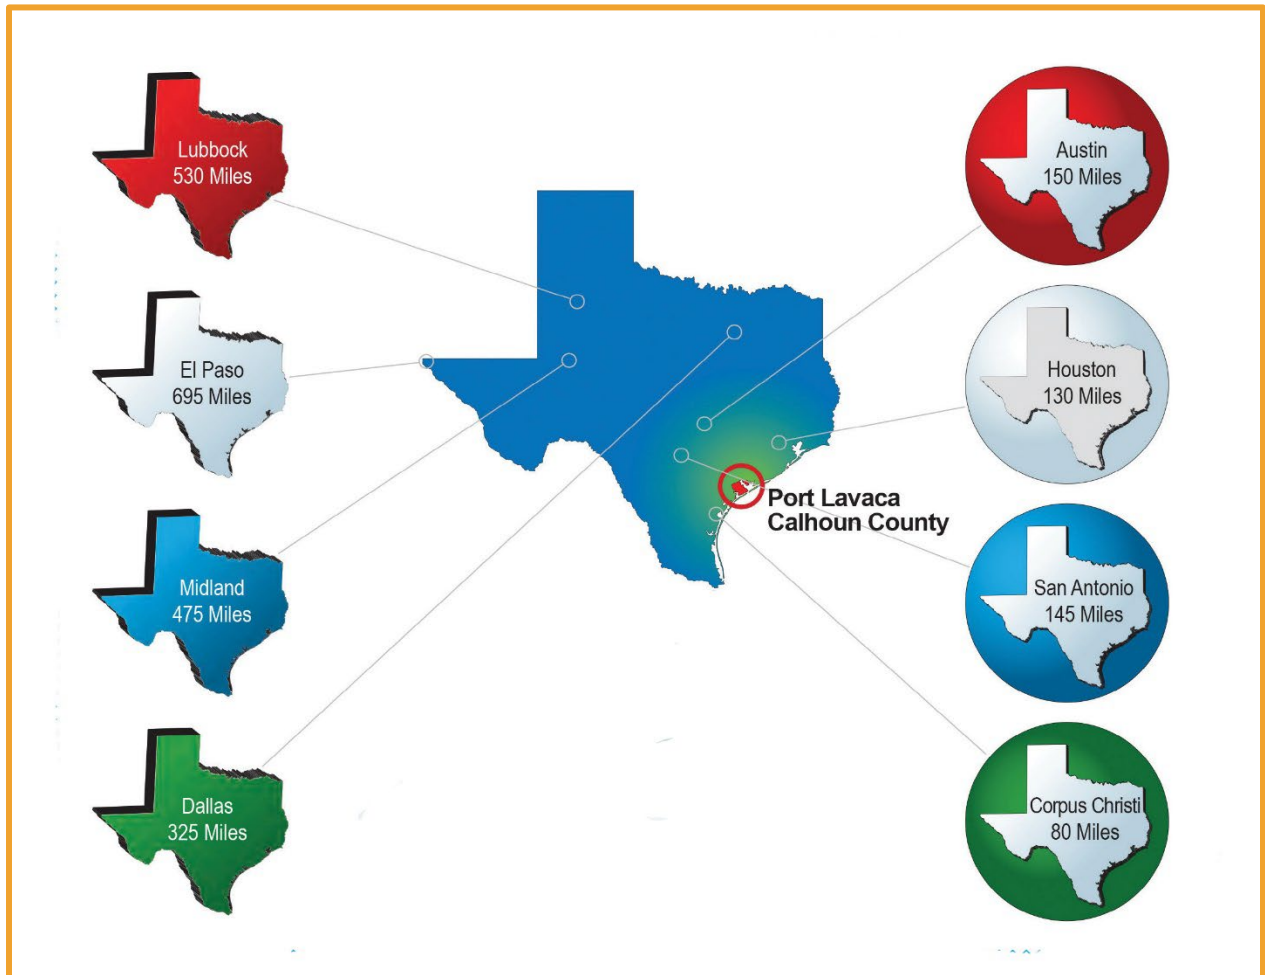 Lubbock
530 Miles
El Paso
695 Miles
Midland
475 Miles
Dallas
325 Miles
Port Lavaca
Calhoun County
Austin
150 Miles
Houston
130 Miles
San Antonio
145 Miles
Corpus Christi
80 Miles